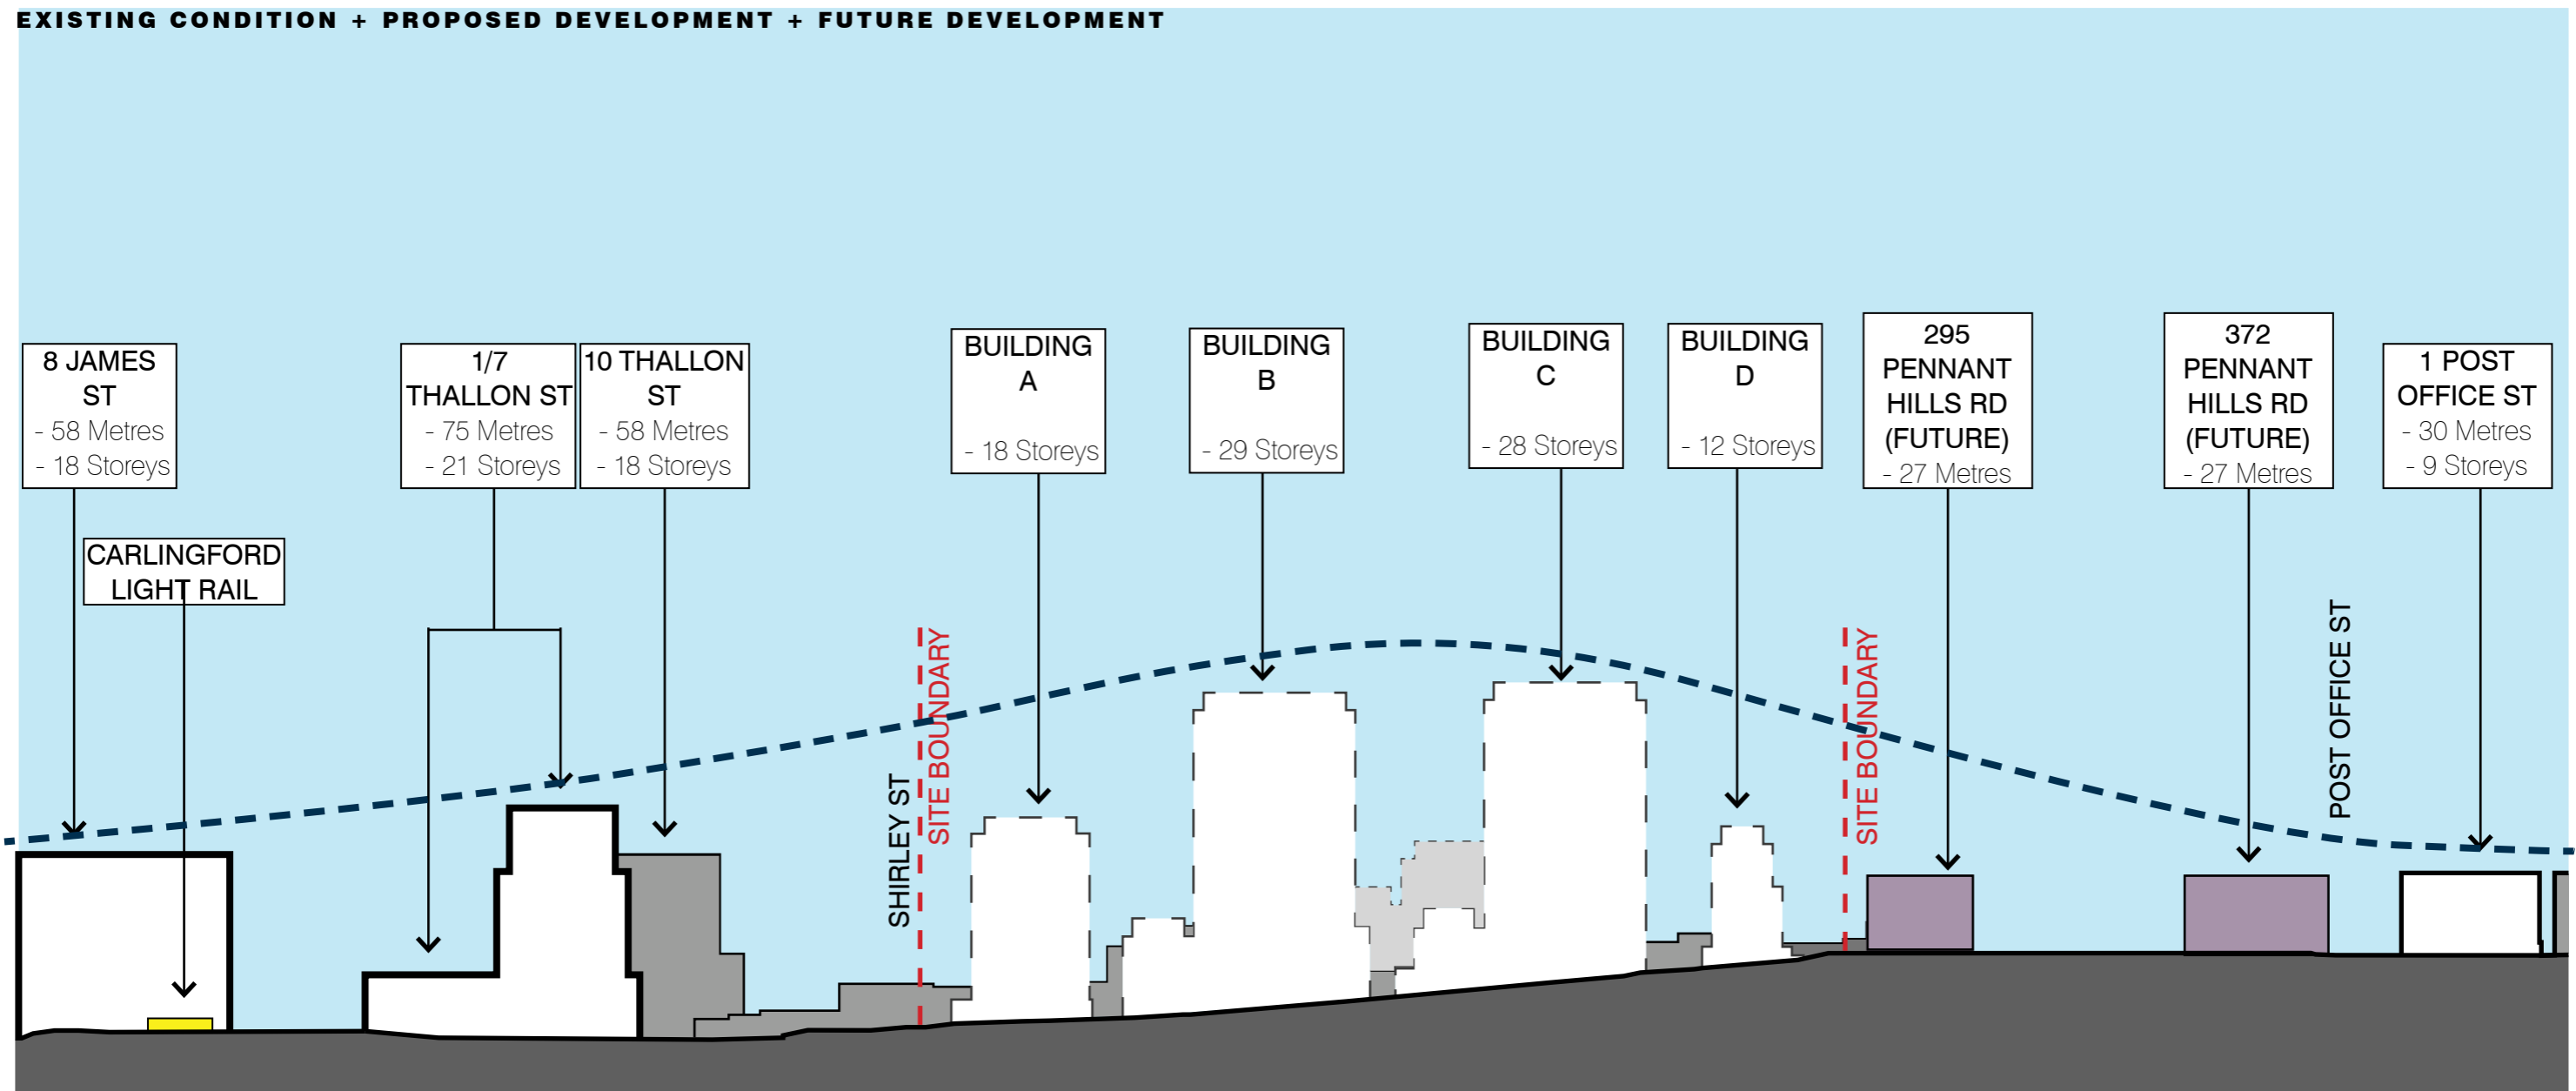 EXISTING CONDITION + PROPOSED DEVELOPMENT + FUTURE DEVELOPMENT
8 JAMES
ST
- 58 Metres
- 18 Storeys
CARLINGFORD
LIGHT RAIL
1/7
THALLON ST
- 75 Metres
- 21 Storeys
10 THALLON
ST
- 58 Metres
- 18 Storeys
SHIRLEY ST
SITE BOUNDARY
BUILDING
A
- 18 Storeys
BUILDING
B
- 29 Storeys
BUILDING
C
- 28 Storeys
BUILDING
D
- 12 Storeys
SITE BOUNDARY
295
PENNANT
HILLS RD
(FUTURE)
- 27 Metres
372
PENNANT
HILLS RD
(FUTURE)
- 27 Metres
POST OFFICE ST
1 POST
OFFICE ST
- 30 Metres
- 9 Storeys